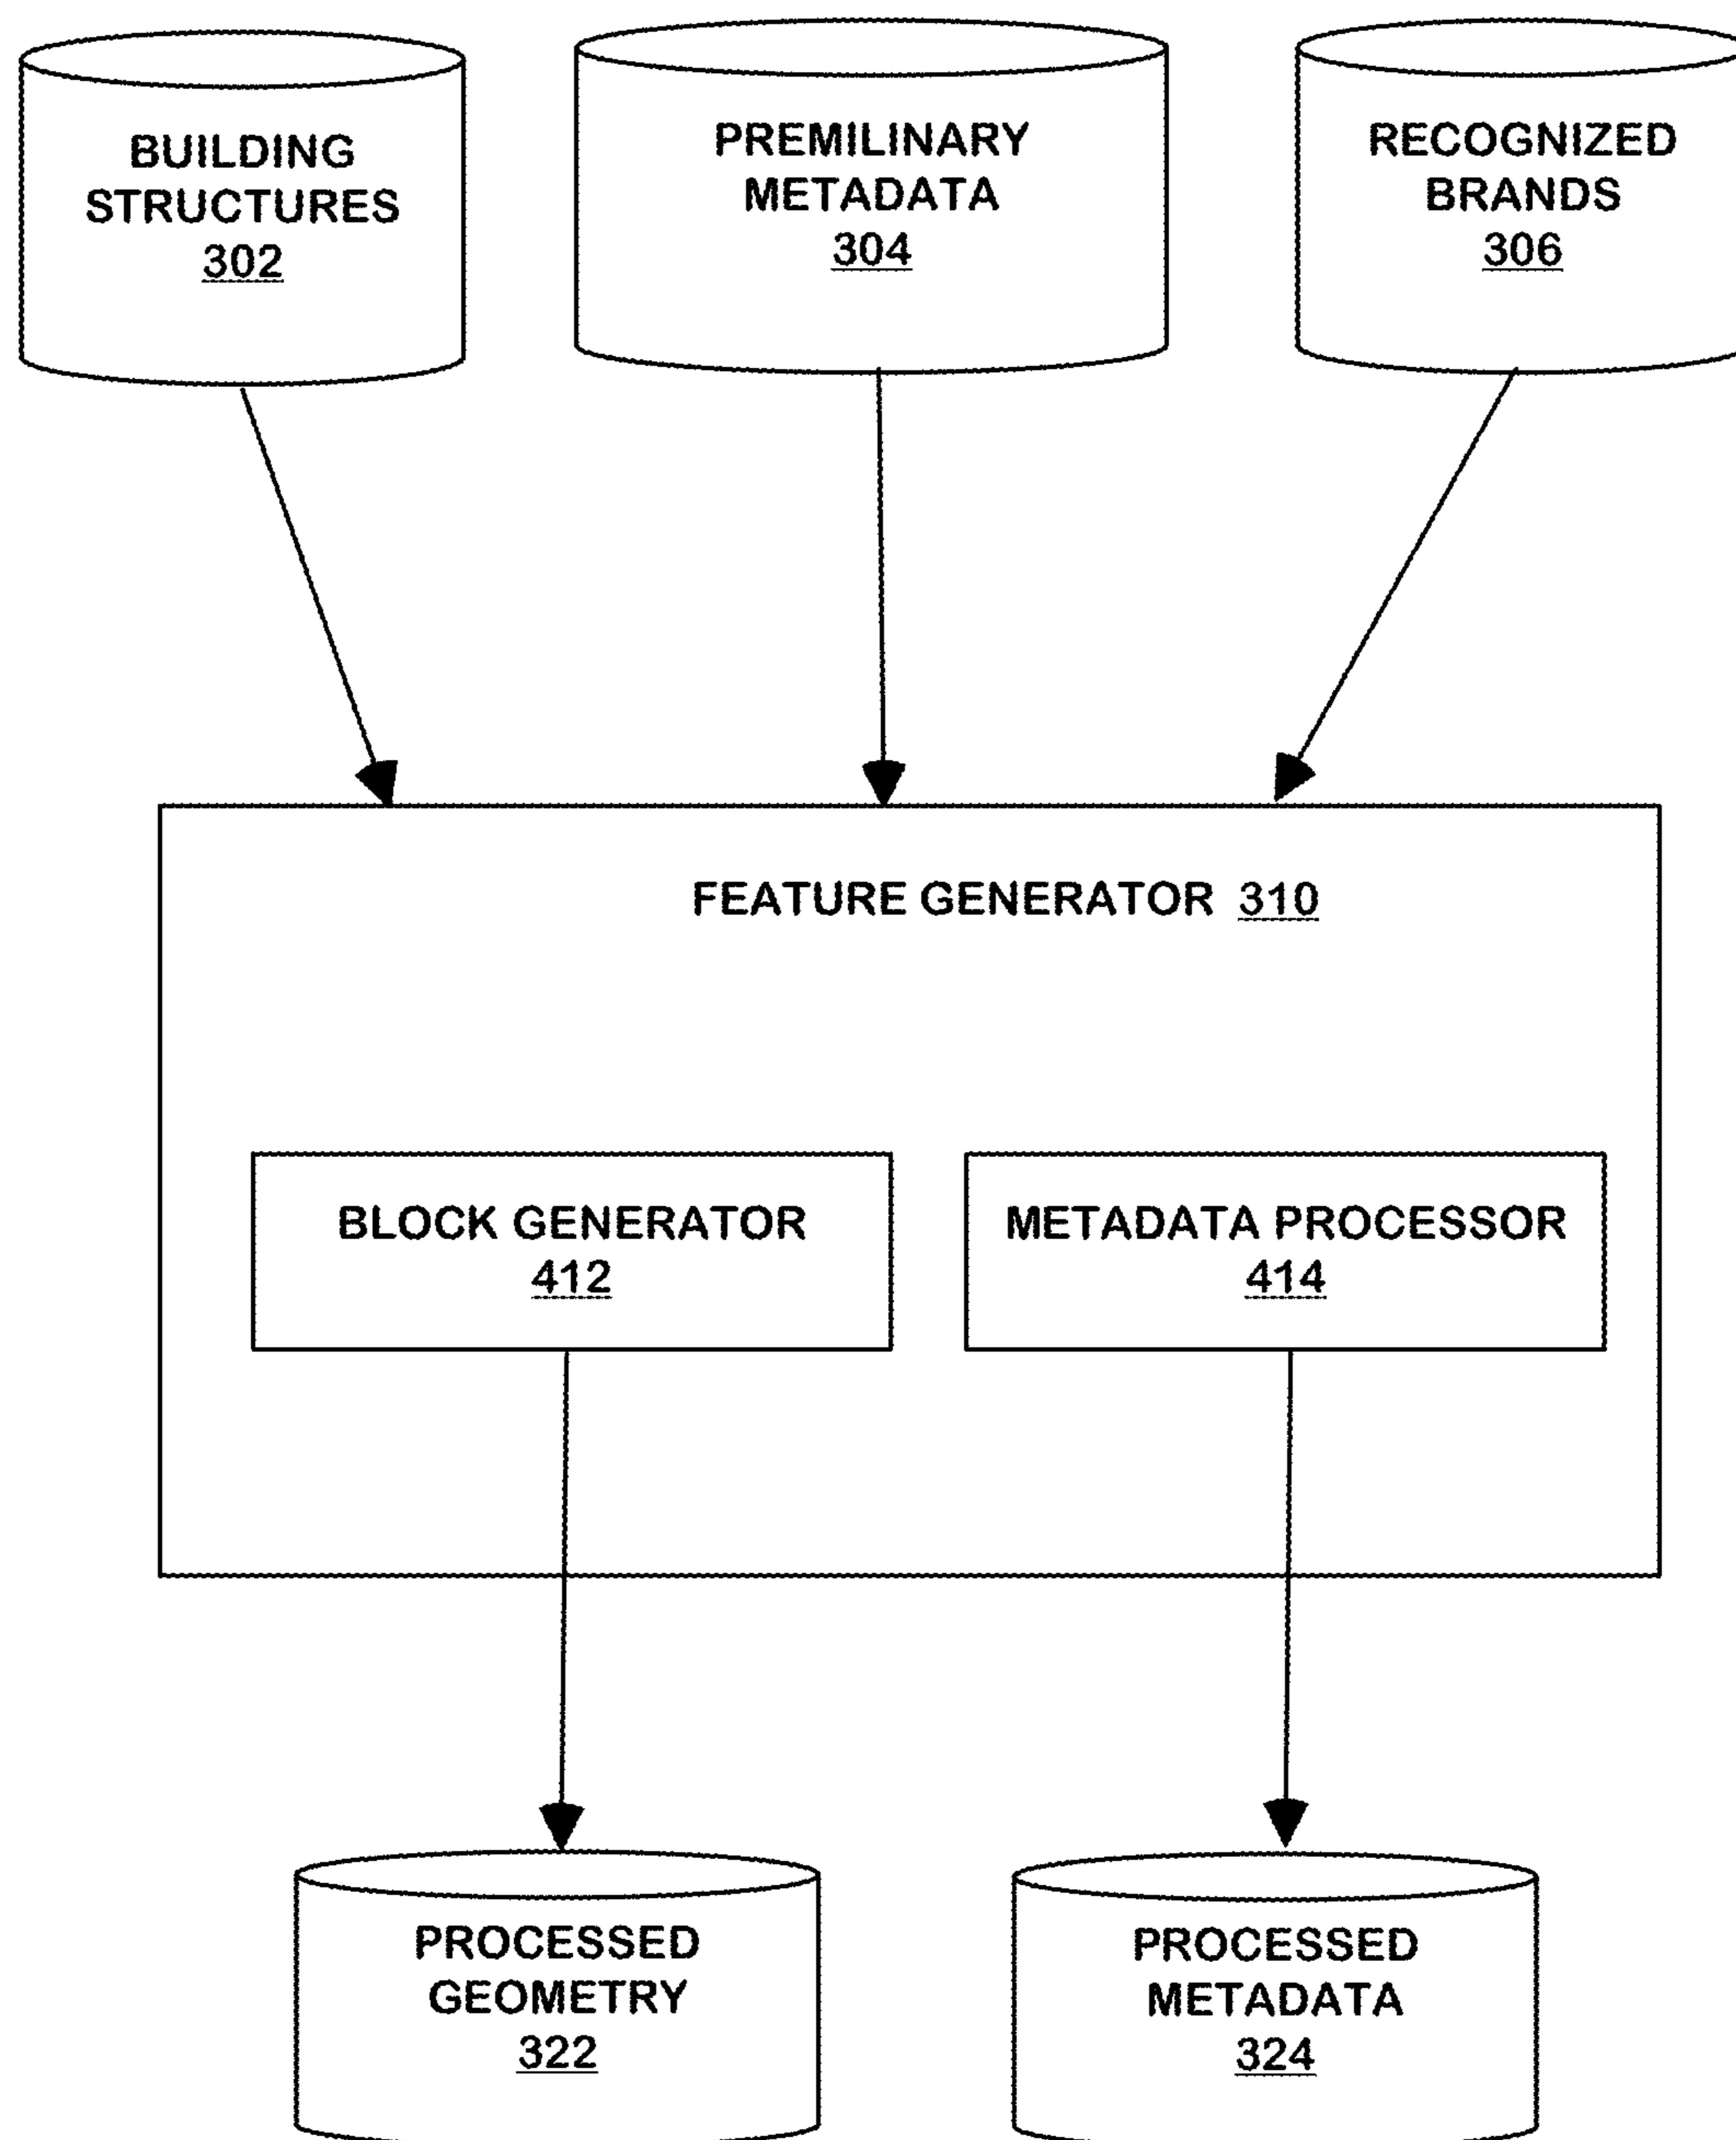 BUILDING
STRUCTURES
302
PREMILINARY
METADATA
304
RECOGNIZED
BRANDS
306
FEATURE GENERATOR 310
BLOCK GENERATOR
412
METADATA PROCESSOR
414
PROCESSED
GEOMETRY
322
PROCESSED
METADATA
324